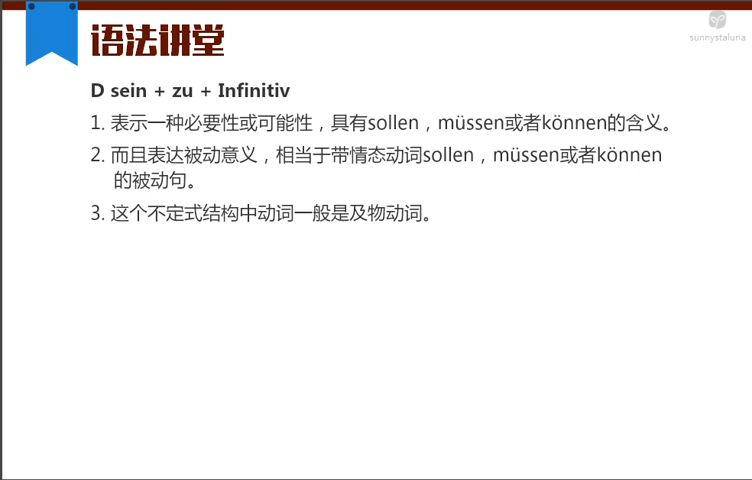 sunnystaluna
语法讲堂
D sein + zu + Infinitiv
1. 表示一种必要性或可能性，具有sollen，müssen或者können的含义。
2. 而且表达被动意义，相当于带情态动词sollen，müssen或者können
的被动句。
3. 这个不定式结构中动词一般是及物动词。